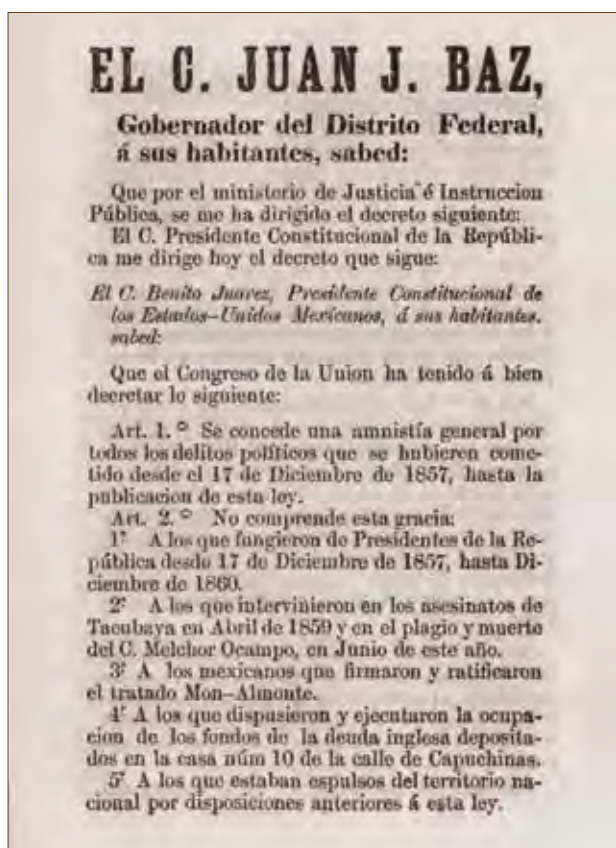 EL C. JUAN J. BAZ,
Gobernador del Distrito Federal,
á sus habitantes, sabed:
Que por el ministerio de Justicia é Instruccion
Pública, se me ha dirigido el decreto siguiente:
El C. Presidente Constitucional de la Repúbli-
ca me dirige hoy el decreto que sigue:
El C. Benito Juarez, Presidente Constitucional de
los Estados-Unidos Mexicanos, á sus habitantes,
sabed:
Que el Congreso de la Union ha tenido á bien
decretar lo siguiente:
Art. 1.° Se concede una amnistía general por
todos los delitos políticos que se hubieren come-
tido desde el 17 de Diciembre de 1857, hasta la
publicacion de esta ley.
Art. 2.° No comprende esta gracia:
1° A los que fungieron de Presidentes de la Re-
pública desde 17 de Diciembre de 1857, hasta Di-
ciembre de 1860.
2° A los que intervinieron en los asesinatos de
Tacubaya en Abril de 1859 y en el plagio y muerte
del C. Melchor Ocampo, en Junio de este año.
3° A los mexicanos que firmaron y ratificaron
el tratado Mon-Almonte.
4° A los que dispusieron y ejecutaron la ocupa-
cion de los fondos de la deuda inglesa deposita-
dos en la casa núm 10 de la calle de Capuchinas.
5° A los que estaban espulsos del territorio na-
cional por disposiciones anteriores á esta ley.